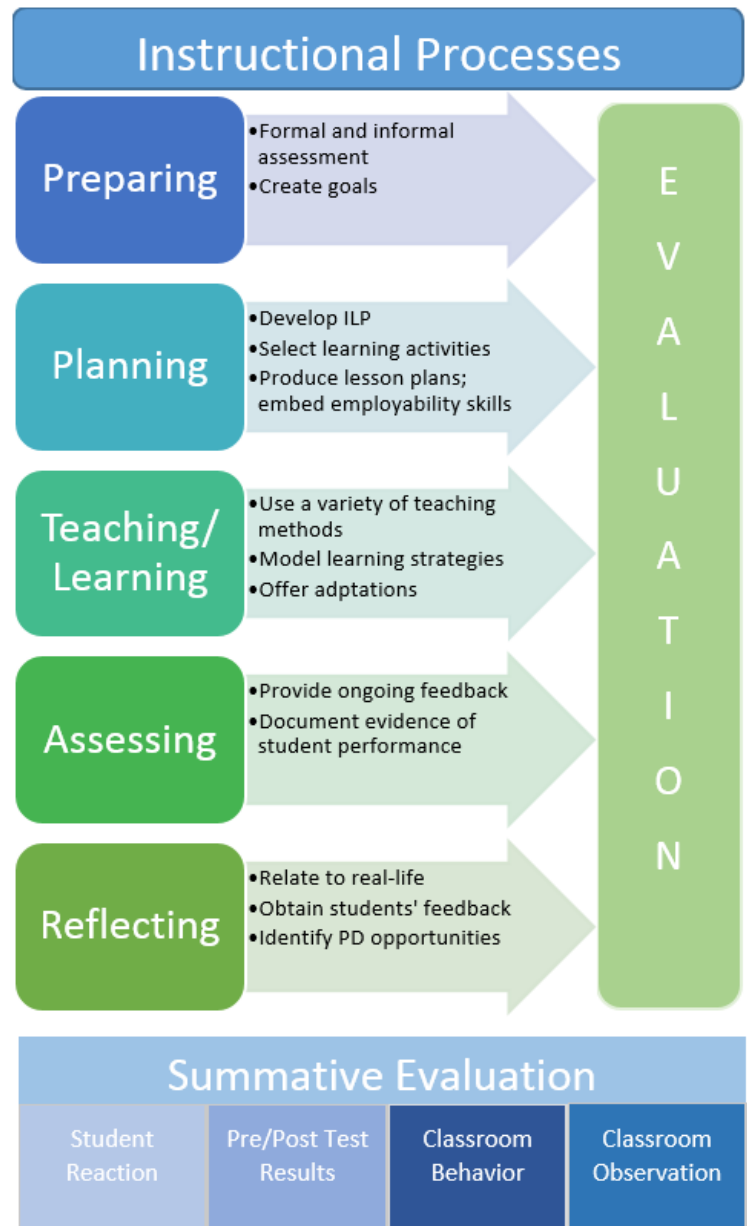 Instructional Processes
Preparing
•Formal and informal
assessment
•Create goals
Planning
•Develop ILP
•Select learning activities
•Produce lesson plans;
embed employability skills
Teaching/
Learning
•Use a variety of teaching
methods
•Model learning strategies
•Offer adptations
Assessing
•Provide ongoing feedback
•Document evidence of
student performance
Reflecting
•Relate to real-life
•Obtain students' feedback
•Identify PD opportunities
E
V
A
L
U
A
T
I
O
N
Summative Evaluation
Student
Reaction
Pre/Post Test
Results
Classroom
Behavior
Classroom
Observation